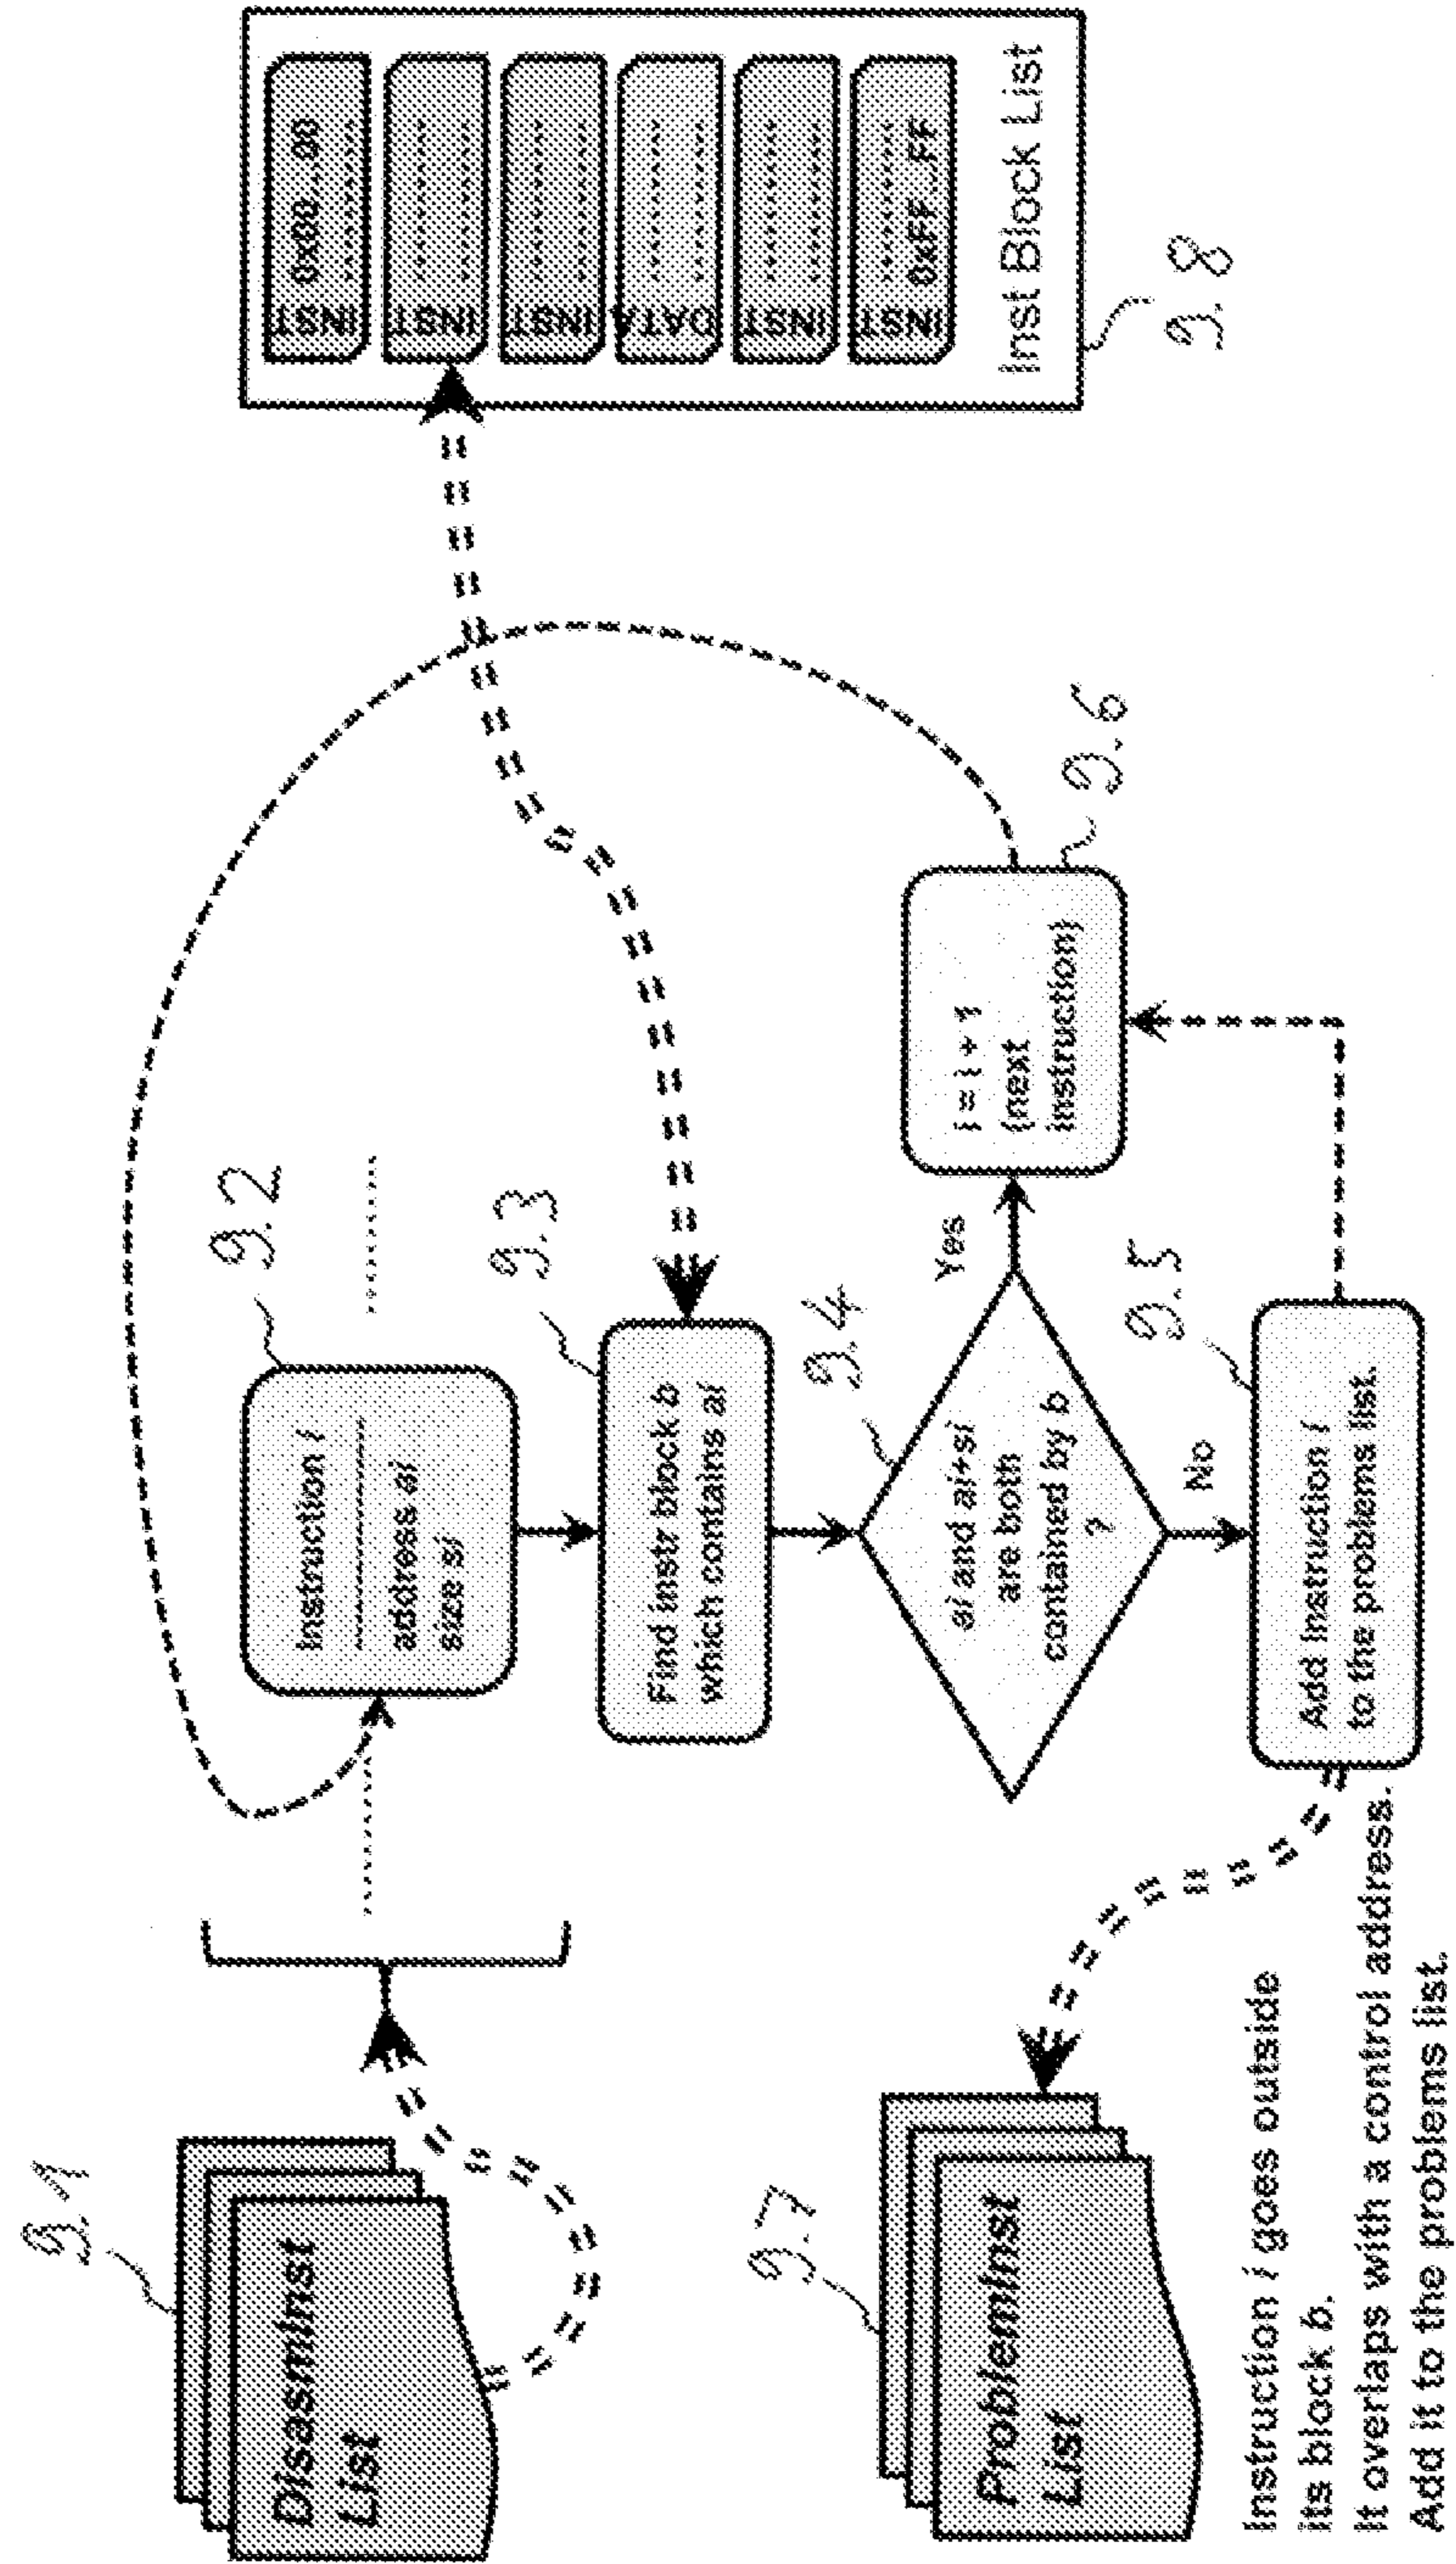 9.1
DisasmInst
List
9.2
Instruction i
address ai
size si
9.3
Find instr block b
which contains ai
9.4
ai and ai+si
are both
contained by b
?
Yes
No
9.6
i = i + 1
(next
instruction)
9.5
Add Instruction i
to the problems list.
9.7
ProblemInst
List
Instruction i goes outside
its block b.
It overlaps with a control address.
Add it to the problems list.
INST
0x00...00
INST
INST
DATA
INST
INST
0xFF...FF
Inst Block List
9.8